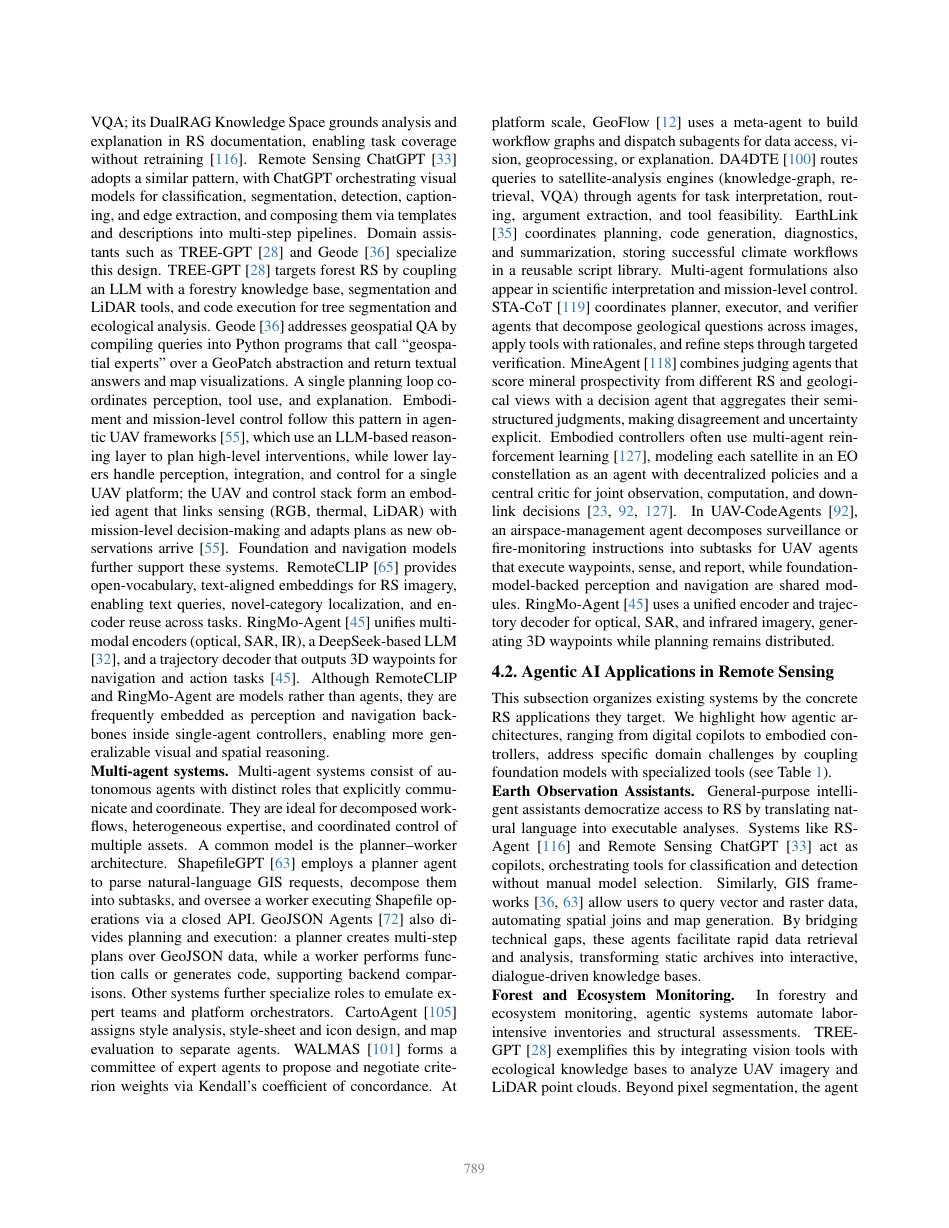 VQA; its DualRAG Knowledge Space grounds analysis and
explanation in RS documentation, enabling task coverage
without retraining [116]. Remote Sensing ChatGPT [33]
adopts a similar pattern, with ChatGPT orchestrating visual
models for classification, segmentation, detection, caption-
ing, and edge extraction, and composing them via templates
and descriptions into multi-step pipelines. Domain assis-
tants such as TREE-GPT [28] and Geode [36] specialize
this design. TREE-GPT [28] targets forest RS by coupling
an LLM with a forestry knowledge base, segmentation and
LiDAR tools, and code execution for tree segmentation and
ecological analysis. Geode [36] addresses geospatial QA by
compiling queries into Python programs that call “geospa-
tial experts” over a GeoPatch abstraction and return textual
answers and map visualizations. A single planning loop co-
ordinates perception, tool use, and explanation. Embodi-
ment and mission-level control follow this pattern in agen-
tic UAV frameworks [55], which use an LLM-based reason-
ing layer to plan high-level interventions, while lower lay-
ers handle perception, integration, and control for a single
UAV platform; the UAV and control stack form an embod-
ied agent that links sensing (RGB, thermal, LiDAR) with
mission-level decision-making and adapts plans as new ob-
servations arrive [55]. Foundation and navigation models
further support these systems. RemoteCLIP [65] provides
open-vocabulary, text-aligned embeddings for RS imagery,
enabling text queries, novel-category localization, and en-
coder reuse across tasks. RingMo-Agent [45] unifies multi-
modal encoders (optical, SAR, IR), a DeepSeek-based LLM
[32], and a trajectory decoder that outputs 3D waypoints for
navigation and action tasks [45]. Although RemoteCLIP
and RingMo-Agent are models rather than agents, they are
frequently embedded as perception and navigation back-
bones inside single-agent controllers, enabling more gen-
eralizable visual and spatial reasoning.
Multi-agent systems. Multi-agent systems consist of au-
tonomous agents with distinct roles that explicitly commu-
nicate and coordinate. They are ideal for decomposed work-
flows, heterogeneous expertise, and coordinated control of
multiple assets. A common model is the planner–worker
architecture. ShapefileGPT [63] employs a planner agent
to parse natural-language GIS requests, decompose them
into subtasks, and oversee a worker executing Shapefile op-
erations via a closed API. GeoJSON Agents [72] also di-
vides planning and execution: a planner creates multi-step
plans over GeoJSON data, while a worker performs func-
tion calls or generates code, supporting backend compar-
isons. Other systems further specialize roles to emulate ex-
pert teams and platform orchestrators. CartoAgent [105]
assigns style analysis, style-sheet and icon design, and map
evaluation to separate agents. WALMAS [101] forms a
committee of expert agents to propose and negotiate crite-
rion weights via Kendall’s coefficient of concordance. At
platform scale, GeoFlow [12] uses a meta-agent to build
workflow graphs and dispatch subagents for data access, vi-
sion, geoprocessing, or explanation. DA4DTE [100] routes
queries to satellite-analysis engines (knowledge-graph, re-
trieval, VQA) through agents for task interpretation, rout-
ing, argument extraction, and tool feasibility. EarthLink
[35] coordinates planning, code generation, diagnostics,
and summarization, storing successful climate workflows
in a reusable script library. Multi-agent formulations also
appear in scientific interpretation and mission-level control.
STA-CoT [119] coordinates planner, executor, and verifier
agents that decompose geological questions across images,
apply tools with rationales, and refine steps through targeted
verification. MineAgent [118] combines judging agents that
score mineral prospectivity from different RS and geologi-
cal views with a decision agent that aggregates their semi-
structured judgments, making disagreement and uncertainty
explicit. Embodied controllers often use multi-agent rein-
forcement learning [127], modeling each satellite in an EO
constellation as an agent with decentralized policies and a
central critic for joint observation, computation, and down-
link decisions [23, 92, 127]. In UAV-CodeAgents [92],
an airspace-management agent decomposes surveillance or
fire-monitoring instructions into subtasks for UAV agents
that execute waypoints, sense, and report, while foundation-
model-backed perception and navigation are shared mod-
ules. RingMo-Agent [45] uses a unified encoder and trajec-
tory decoder for optical, SAR, and infrared imagery, gener-
ating 3D waypoints while planning remains distributed.
4.2. Agentic AI Applications in Remote Sensing
This subsection organizes existing systems by the concrete
RS applications they target. We highlight how agentic ar-
chitectures, ranging from digital copilots to embodied con-
trollers, address specific domain challenges by coupling
foundation models with specialized tools (see Table 1).
Earth Observation Assistants. General-purpose intelli-
gent assistants democratize access to RS by translating nat-
ural language into executable analyses. Systems like RS-
Agent [116] and Remote Sensing ChatGPT [33] act as
copilots, orchestrating tools for classification and detection
without manual model selection. Similarly, GIS frame-
works [36, 63] allow users to query vector and raster data,
automating spatial joins and map generation. By bridging
technical gaps, these agents facilitate rapid data retrieval
and analysis, transforming static archives into interactive,
dialogue-driven knowledge bases.
Forest and Ecosystem Monitoring. In forestry and
ecosystem monitoring, agentic systems automate labor-
intensive inventories and structural assessments. TREE-
GPT [28] exemplifies this by integrating vision tools with
ecological knowledge bases to analyze UAV imagery and
LiDAR point clouds. Beyond pixel segmentation, the agent
789